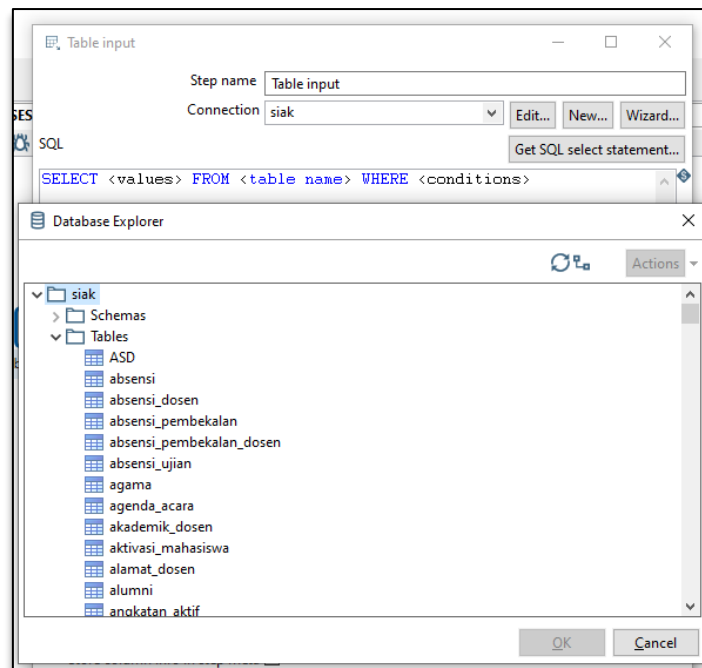 Table input
Step name Table input
Connection siak Edit... New... Wizard...
SES
SQL Get SQL select statement...
SELECT <values> FROM <table name> WHERE <conditions>
Database Explorer
Actions
siak
Schemas
Tables
ASD
absensi
absensi_dosen
absensi_pembekalan
absensi_pembekalan_dosen
absensi_ujian
agama
agenda_acara
akademik_dosen
aktivasi_mahasiswa
alamat_dosen
alumni
angkatan_aktif
OK Cancel